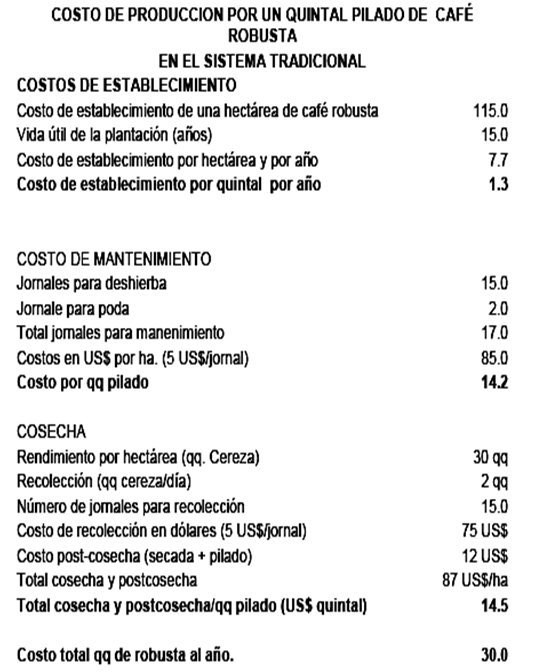 COSTO DE PRODUCCION POR UN QUINTAL PILADO DE CAFÉ
ROBUSTA
EN EL SISTEMA TRADICIONAL
COSTOS DE ESTABLECIMIENTO
Costo de establecimiento de una hectárea de café robusta 115.0
Vida útil de la plantación (años) 15.0
Costo de establecimiento por hectárea y por año 7.7
Costo de establecimiento por quintal por año 1.3
COSTO DE MANTENIMIENTO
Jornales para deshierba 15.0
Jornale para poda 2.0
Total jornales para manenimiento 17.0
Costos en US$ por ha. (5 US$/jornal) 85.0
Costo por qq pilado 14.2
COSECHA
Rendimiento por hectárea (qq. Cereza) 30 qq
Recolección (qq cereza/día) 2 qq
Número de jornales para recolección 15.0
Costo de recolección en dólares (5 US$/jornal) 75 US$
Costo post-cosecha (secada + pilado) 12 US$
Total cosecha y postcosecha 87 US$/ha
Total cosecha y postcosecha/qq pilado (US$ quintal) 14.5
Costo total qq de robusta al año. 30.0